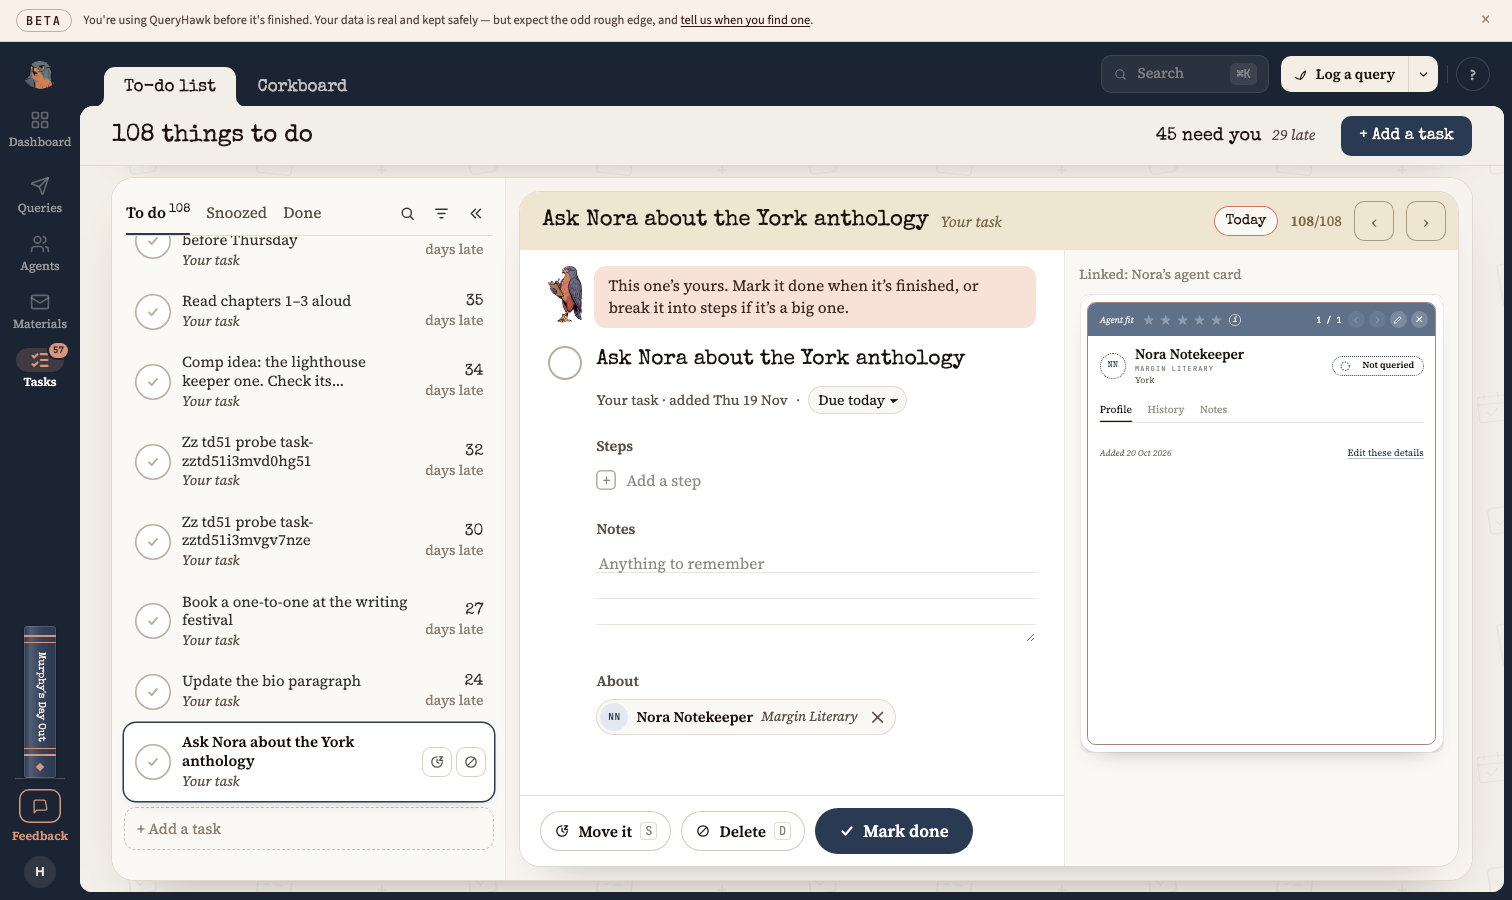 BETA
You're using QueryHawk before it's finished. Your data is real and kept safely — but expect the odd rough edge, and tell us when you find one.
×
To-do list
Corkboard
Search
⌘K
Log a query
?
Dashboard
Queries
Agents
Materials
57
Tasks
Murphy's Day Out
Feedback
H
108 things to do
45 need you
29 late
+ Add a task
To do 108
Snoozed
Done
before Thursday
Your task
days late
Read chapters 1–3 aloud
Your task
35
days late
Comp idea: the lighthouse
keeper one. Check its...
Your task
34
days late
Zz td51 probe task-
zztd51i3mvd0hg51
Your task
32
days late
Zz td51 probe task-
zztd51i3mvgv7nze
Your task
30
days late
Book a one-to-one at the writing
festival
Your task
27
days late
Update the bio paragraph
Your task
24
days late
Ask Nora about the York
anthology
Your task
+ Add a task
Ask Nora about the York anthology
Your task
Today
108/108
This one's yours. Mark it done when it's finished, or
break it into steps if it's a big one.
Ask Nora about the York anthology
Your task · added Thu 19 Nov ·
Due today
Steps
+ Add a step
Notes
Anything to remember
About
NN
Nora Notekeeper
Margin Literary
Move it
S
Delete
D
Mark done
Linked: Nora's agent card
Agent fit
i
1 / 1
NN
Nora Notekeeper
MARGIN LITERARY
York
Not queried
Profile
History
Notes
Added 20 Oct 2026
Edit these details